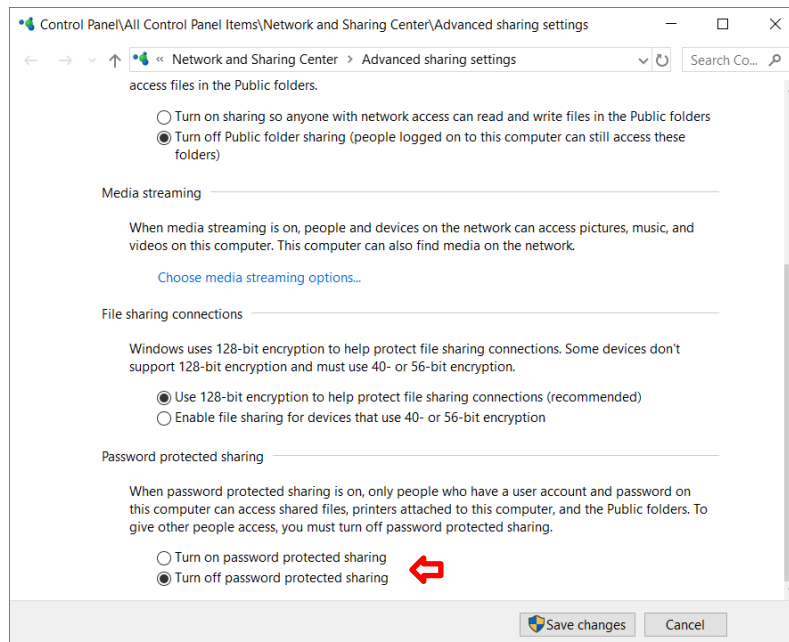 Control Panel\All Control Panel Items\Network and Sharing Center\Advanced sharing settings
« Network and Sharing Center > Advanced sharing settings
Search Co...
access files in the Public folders.
Turn on sharing so anyone with network access can read and write files in the Public folders
Turn off Public folder sharing (people logged on to this computer can still access these
folders)
Media streaming
When media streaming is on, people and devices on the network can access pictures, music, and
videos on this computer. This computer can also find media on the network.
Choose media streaming options...
File sharing connections
Windows uses 128-bit encryption to help protect file sharing connections. Some devices don't
support 128-bit encryption and must use 40- or 56-bit encryption.
Use 128-bit encryption to help protect file sharing connections (recommended)
Enable file sharing for devices that use 40- or 56-bit encryption
Password protected sharing
When password protected sharing is on, only people who have a user account and password on
this computer can access shared files, printers attached to this computer, and the Public folders. To
give other people access, you must turn off password protected sharing.
Turn on password protected sharing
Turn off password protected sharing
Save changes
Cancel